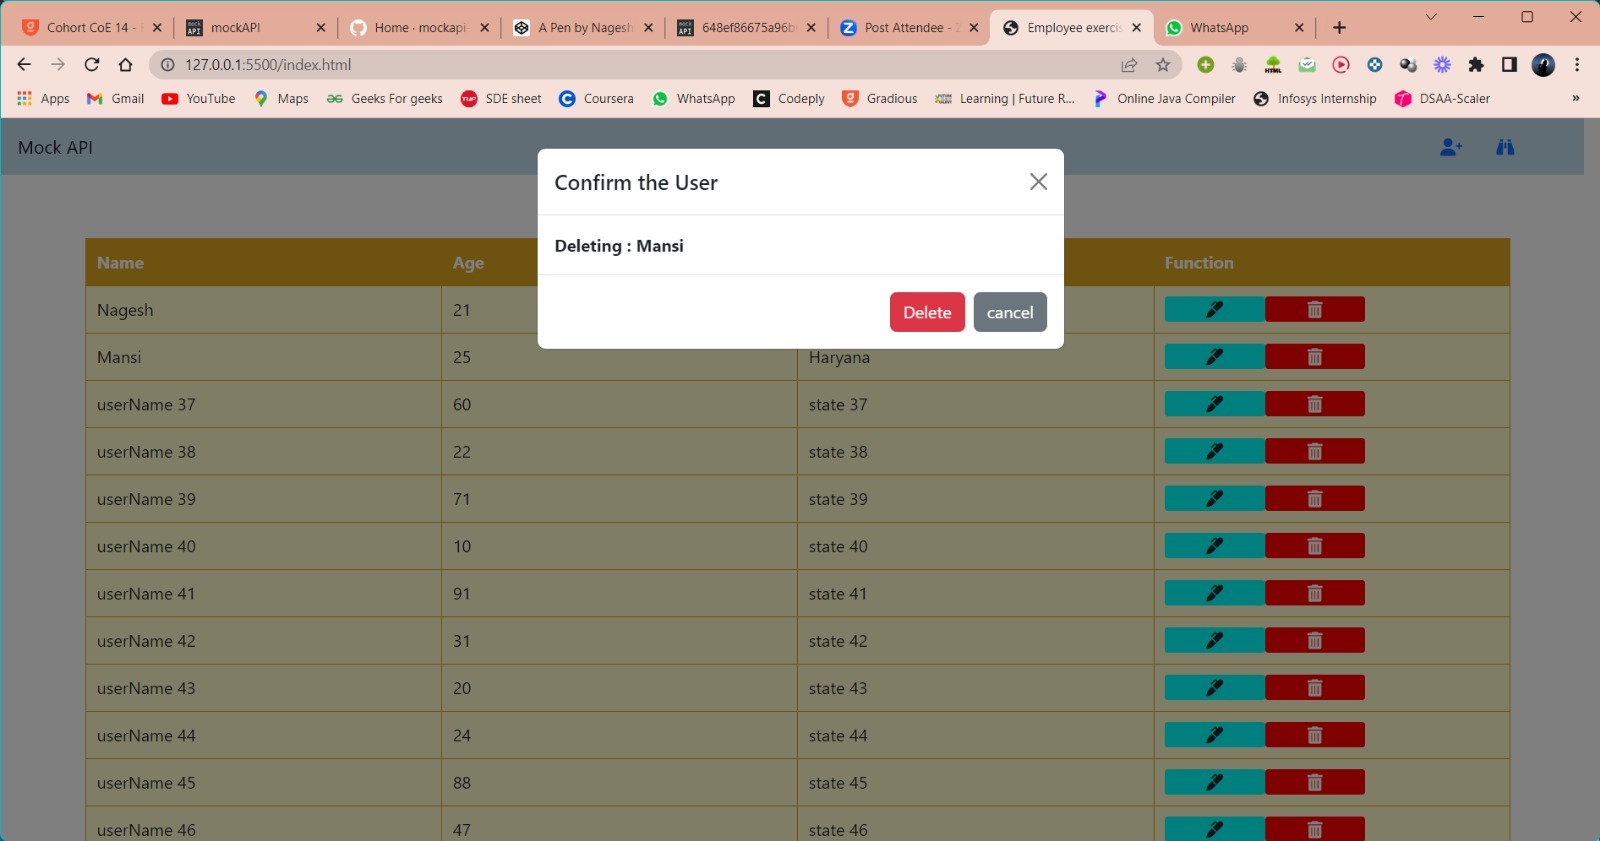 Cohort CoE 14 -
mockAPI
Home · mockapi-
A Pen by Nagesh
648ef86675a96b
Post Attendee -
Employee exercis
WhatsApp
127.0.0.1:5500/index.html
Apps Gmail YouTube Maps Geeks For geeks SDE sheet Coursera WhatsApp Codeply Gradious Learning | Future R... Online Java Compiler Infosys Internship DSAA-Scaler »
Mock API
Confirm the User
Deleting : Mansi
Delete cancel
Name Age Function
Nagesh 21
Mansi 25 Haryana
userName 37 60 state 37
userName 38 22 state 38
userName 39 71 state 39
userName 40 10 state 40
userName 41 91 state 41
userName 42 31 state 42
userName 43 20 state 43
userName 44 24 state 44
userName 45 88 state 45
userName 46 47 state 46